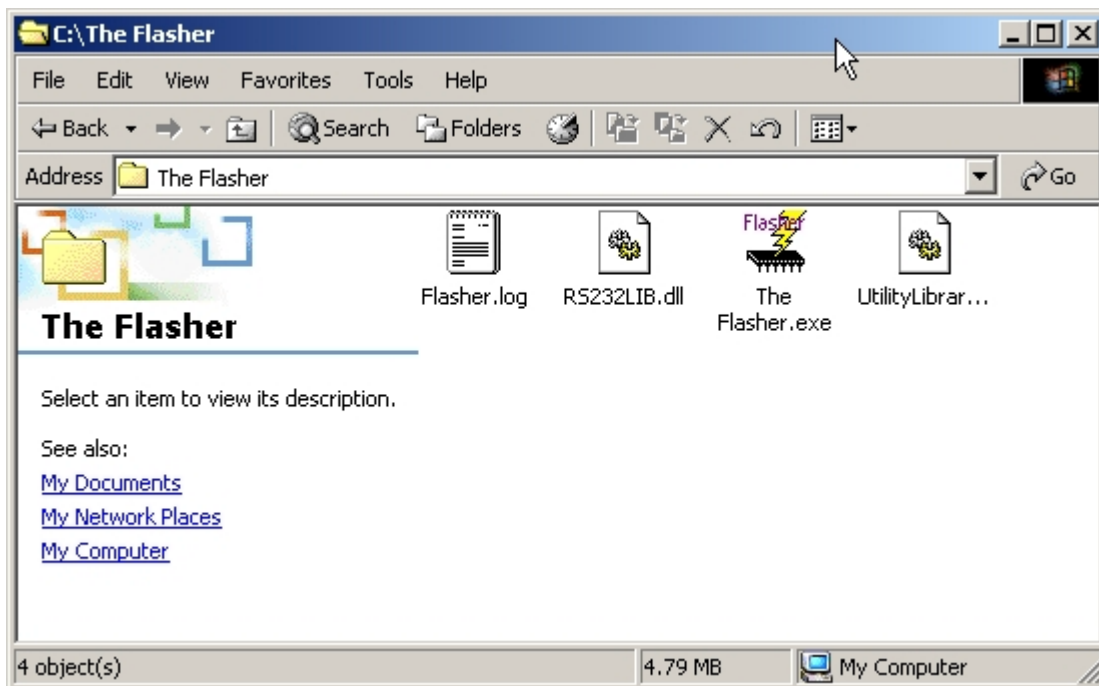 C:\The Flasher
File Edit View Favorites Tools Help
Back Search Folders
Address The Flasher Go
Flasher
Flasher.log RS232LIB.dll The Flasher.exe UtilityLibrar...
The Flasher
Select an item to view its description.
See also:
My Documents
My Network Places
My Computer
4 object(s) 4.79 MB My Computer